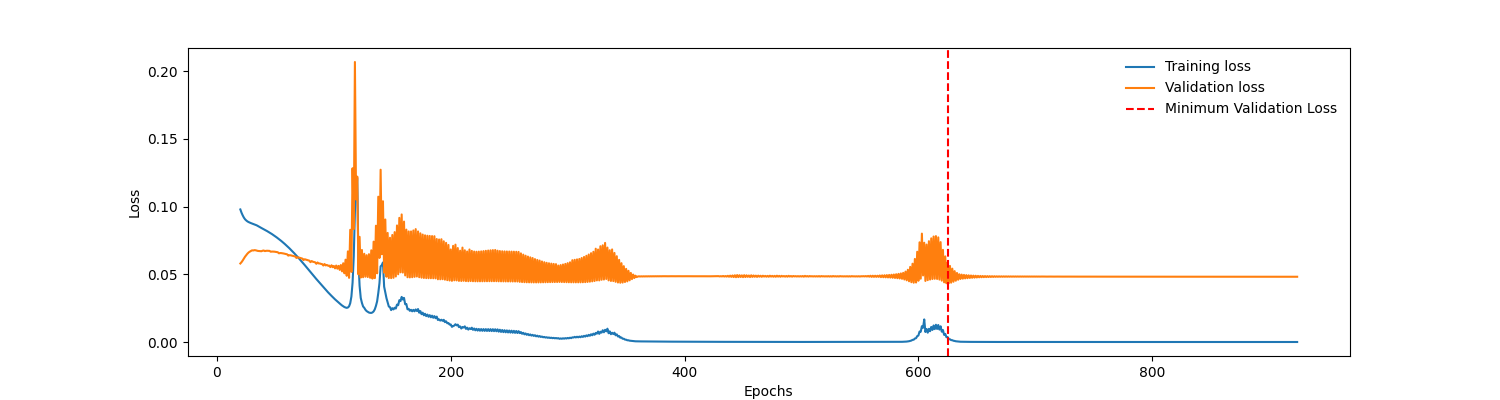 Training loss
Validation loss
Minimum Validation Loss
0.20
0.15
0.10
0.05
0.00
Loss
0 200 400 600 800
Epochs